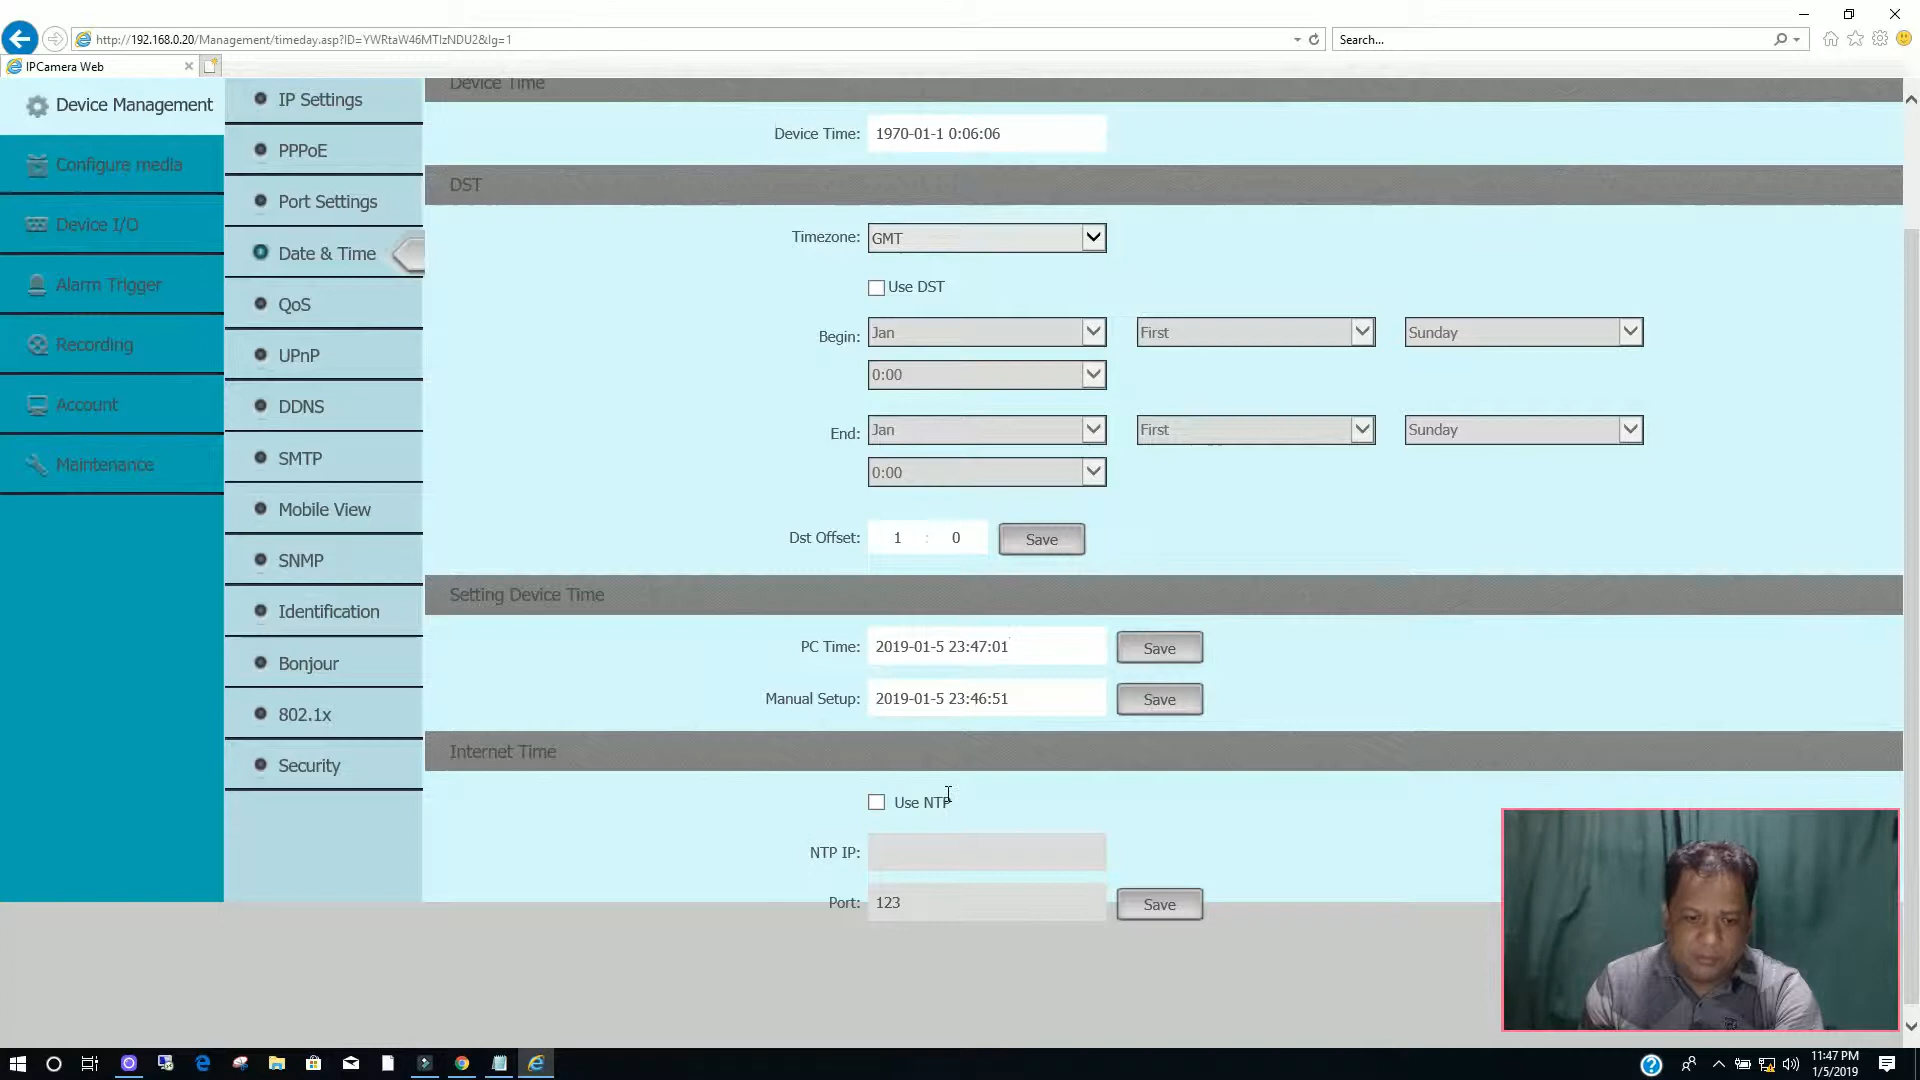 http://192.168.0.20/Management/timeday.asp?ID=YWRtaW46MTIzNDU2&lg=1
Search...
IPCamera Web
Device Management
Configure media
Device I/O
Alarm Trigger
Recording
Account
Maintenance
IP Settings
PPPoE
Port Settings
Date & Time
QoS
UPnP
DDNS
SMTP
Mobile View
SNMP
Identification
Bonjour
802.1x
Security
Device Time
Device Time: 1970-01-1 0:06:06
DST
Timezone: GMT
Use DST
Begin: Jan First Sunday
0:00
End: Jan First Sunday
0:00
Dst Offset: 1 : 0 Save
Setting Device Time
PC Time: 2019-01-5 23:47:01 Save
Manual Setup: 2019-01-5 23:46:51 Save
Internet Time
Use NTP
NTP IP:
Port: 123 Save
11:47 PM
1/5/2019